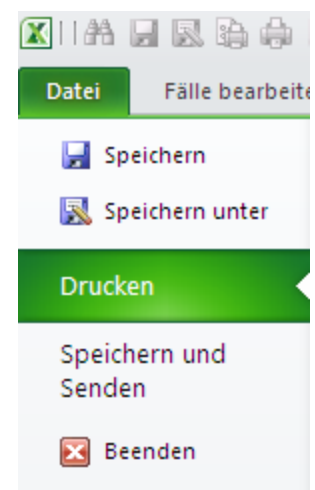 Datei Fälle bearbeite
Speichern
Speichern unter
Drucken
Speichern und
Senden
Beenden